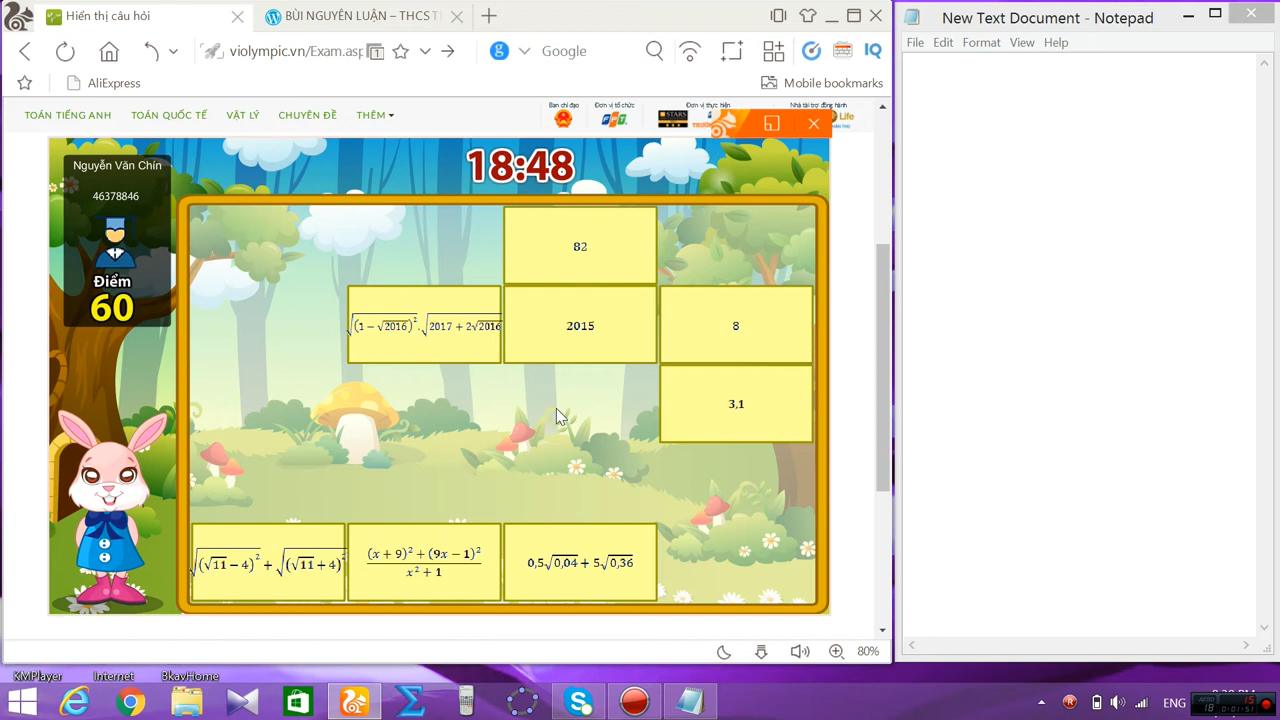 Hiển thị câu hỏi
BÙI NGUYÊN LUẬN – THCS T
New Text Document - Notepad
File Edit Format View Help
violympic.vn/Exam.asp
Google
AliExpress
Mobile bookmarks
TOÁN TIẾNG ANH TOÁN QUỐC TẾ VẬT LÝ CHUYÊN ĐỀ THÊM
Ban chỉ đạo Đơn vị tổ chức Đơn vị thực hiện Nhà tài trợ đồng hành
FPT. STARS Life
Nguyễn Văn Chín
46378846
Điểm
60
18:48
82
√(1−√2016)².√2017+2√2016
2015
8
3,1
√(√11−4)²+√(√11+4)²
(x+9)²+(9x−1)²
x²+1
0,5√0,04+5√0,36
80%
KMPlayer Internet BkavHome
ENG